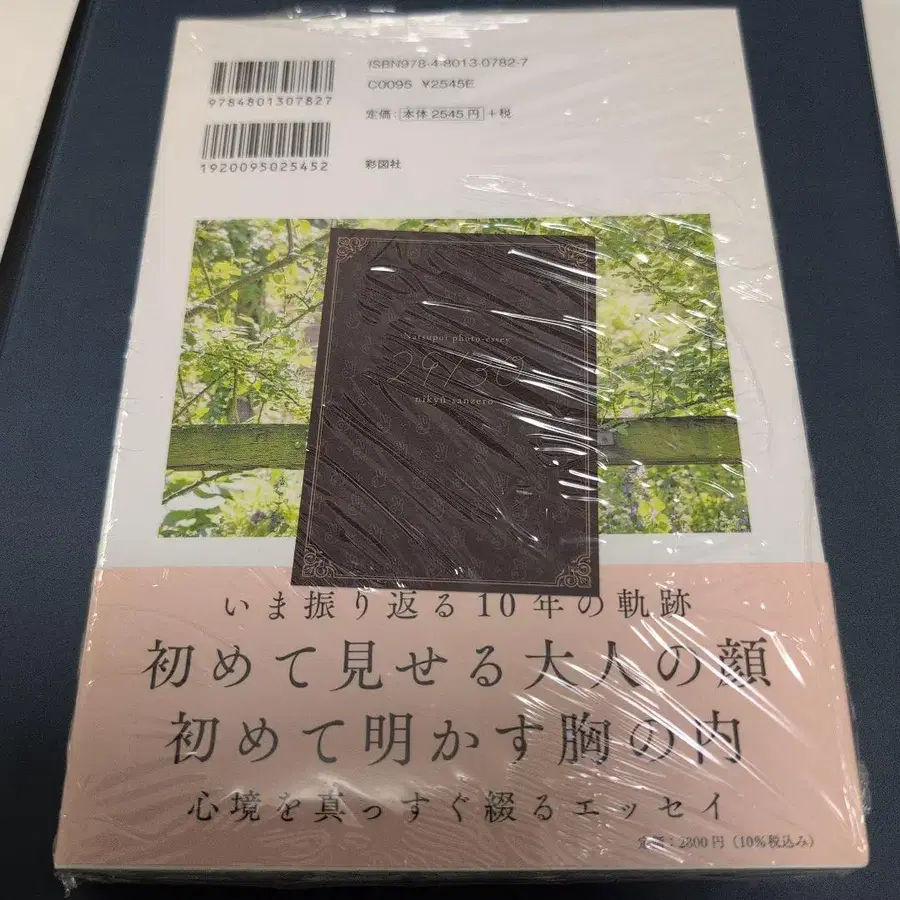 ISBN978-4-8013-0782-7
C0095 ¥2545E
9784801307827
定価：本体 2545 円＋税
1920095025452
彩図社
Natsupoi photo-essey
29/30
nikyu-sanzero
いま振り返る10年の軌跡
初めて見せる大人の顔
初めて明かす胸の内
心境を真っすぐ綴るエッセイ
定価：2800円（10％税込み）